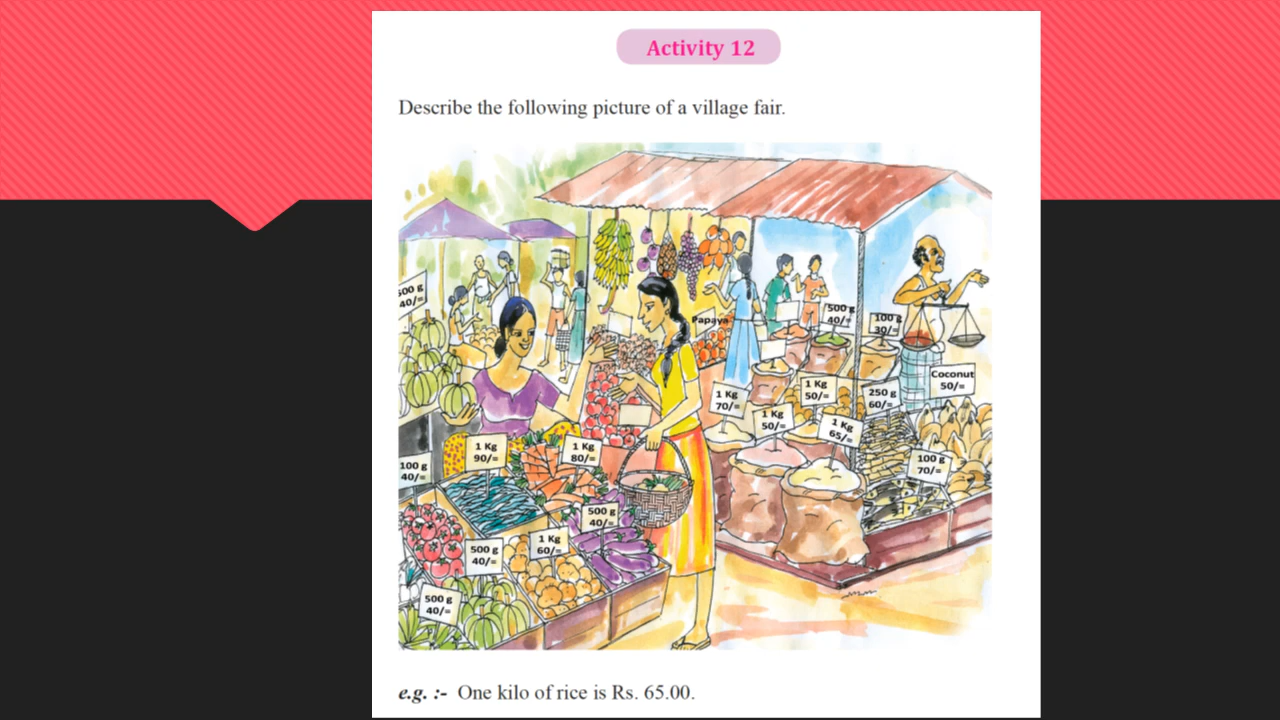 Activity 12
Describe the following picture of a village fair.
500 g
40/=
Papaya
500 g
40/=
100 g
30/=
Coconut
50/=
1 Kg
70/=
1 Kg
50/=
1 Kg
50/=
250 g
60/=
1 Kg
65/=
100 g
70/=
100 g
40/=
1 Kg
90/=
1 Kg
80/=
500 g
40/=
500 g
40/=
1 Kg
60/=
500 g
40/=
e.g. :- One kilo of rice is Rs. 65.00.